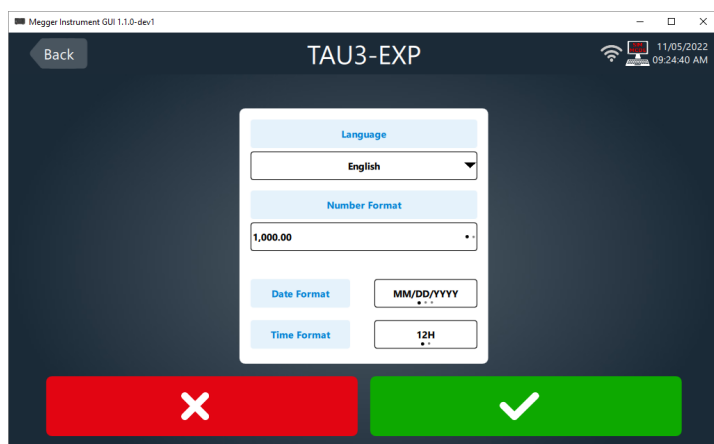 Megger Instrument GUI 1.1.0-dev1
Back
TAU3-EXP
11/05/2022
09:24:40 AM
Language
English
Number Format
1,000.00
Date Format
MM/DD/YYYY
Time Format
12H